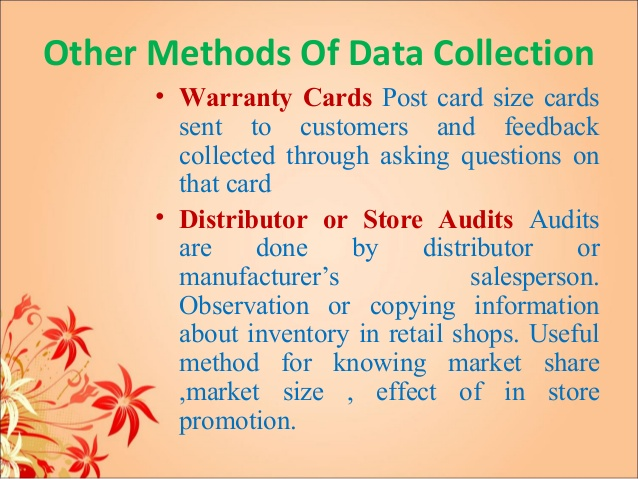 Other Methods Of Data Collection
• Warranty Cards Post card size cards
sent to customers and feedback
collected through asking questions on
that card
• Distributor or Store Audits Audits
are done by distributor or
manufacturer’s salesperson.
Observation or copying information
about inventory in retail shops. Useful
method for knowing market share
,market size , effect of in store
promotion.